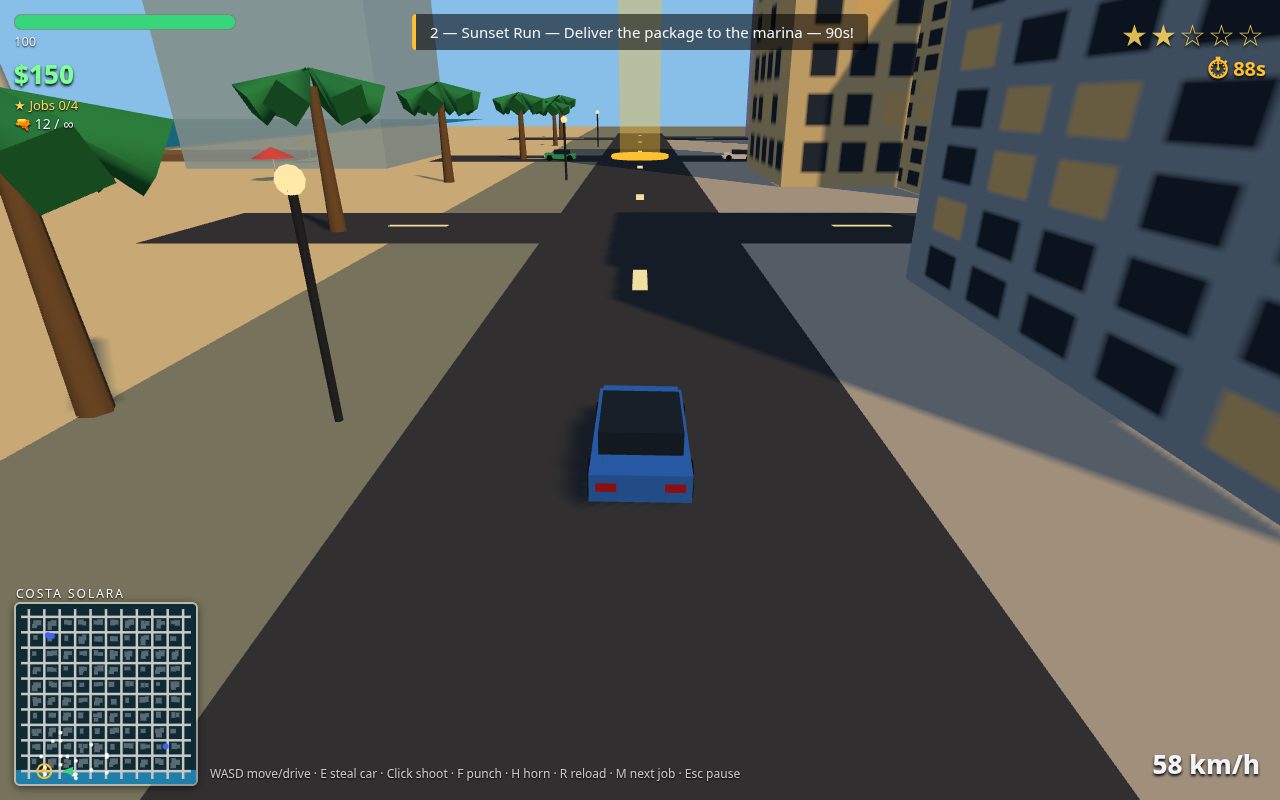 100
2 — Sunset Run — Deliver the package to the marina — 90s!
★★☆☆☆
$150
⏱ 88s
★ Jobs 0/4
🔫 12 / ∞
COSTA SOLARA
WASD move/drive · E steal car · Click shoot · F punch · H horn · R reload · M next job · Esc pause
58 km/h